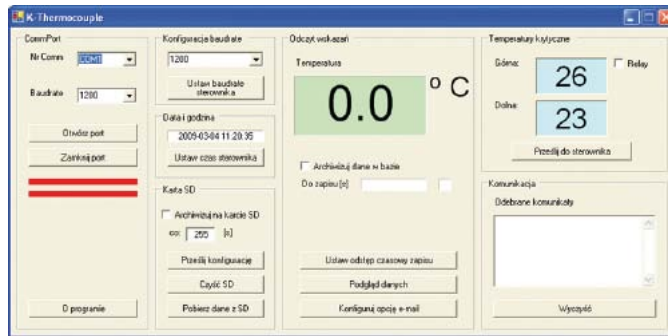 K-Thermocouple
CommPort
Nr Comm COM1
Baudrate 1200
Otwórz port
Zamknij port
O programie
Konfiguracja baudrate
1200
Ustaw baudrate
sterownika
Data i godzina
2009-03-04 11:20:35
Ustaw czas sterownika
Karta SD
Archiwizuj na karcie SD
co: 255 [s]
Prześlij konfigurację
Czyść SD
Pobierz dane z SD
Odczyt wskazań
Temperatura
0.0 °C
Archiwizuj dane w bazie
Do zapisu [s]
Ustaw odstęp czasowy zapisu
Podgląd danych
Konfiguruj opcję e-mail
Temperatury krytyczne
Górna: 26 Relay
Dolna: 23
Prześlij do sterownika
Komunikacja
Odebrane komunikaty
Wyczyść